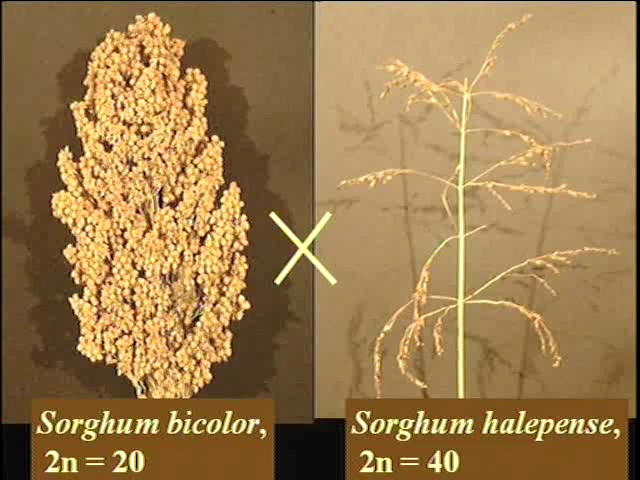 Sorghum bicolor,
2n = 20
Sorghum halepense,
2n = 40